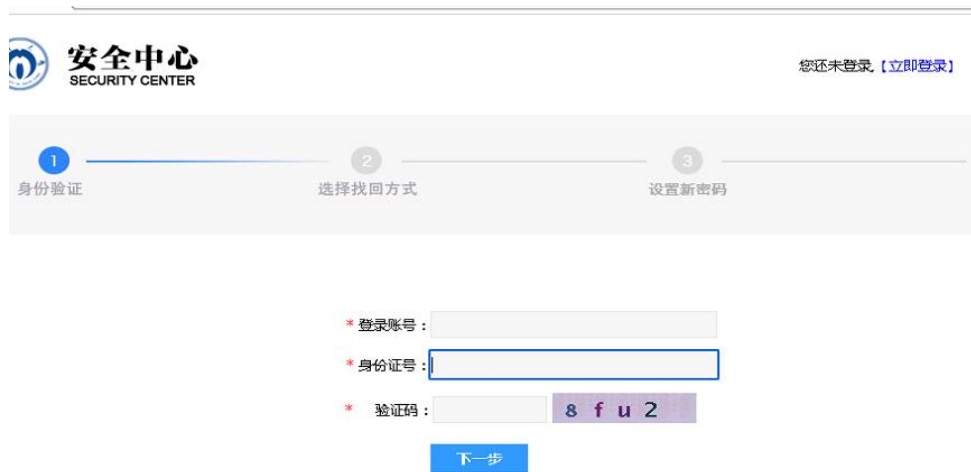 安全中心
SECURITY CENTER
您还未登录【立即登录】
1
2
3
身份验证
选择找回方式
设置新密码
* 登录账号：
* 身份证号：
* 验证码：
8 f u 2
下一步